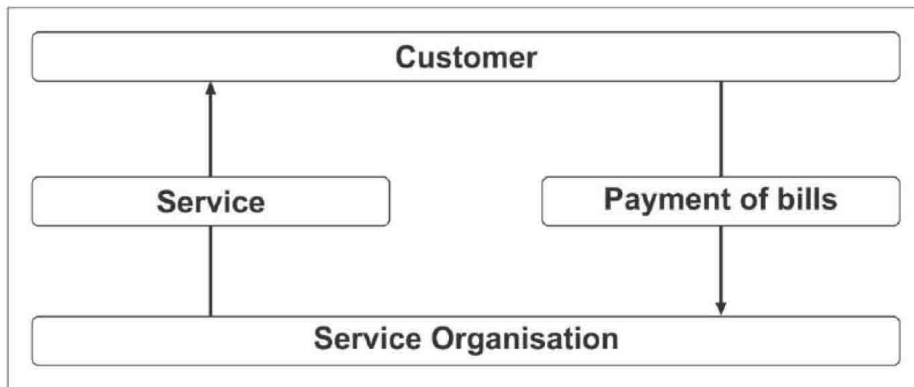 Customer
Service
Payment of bills
Service Organisation